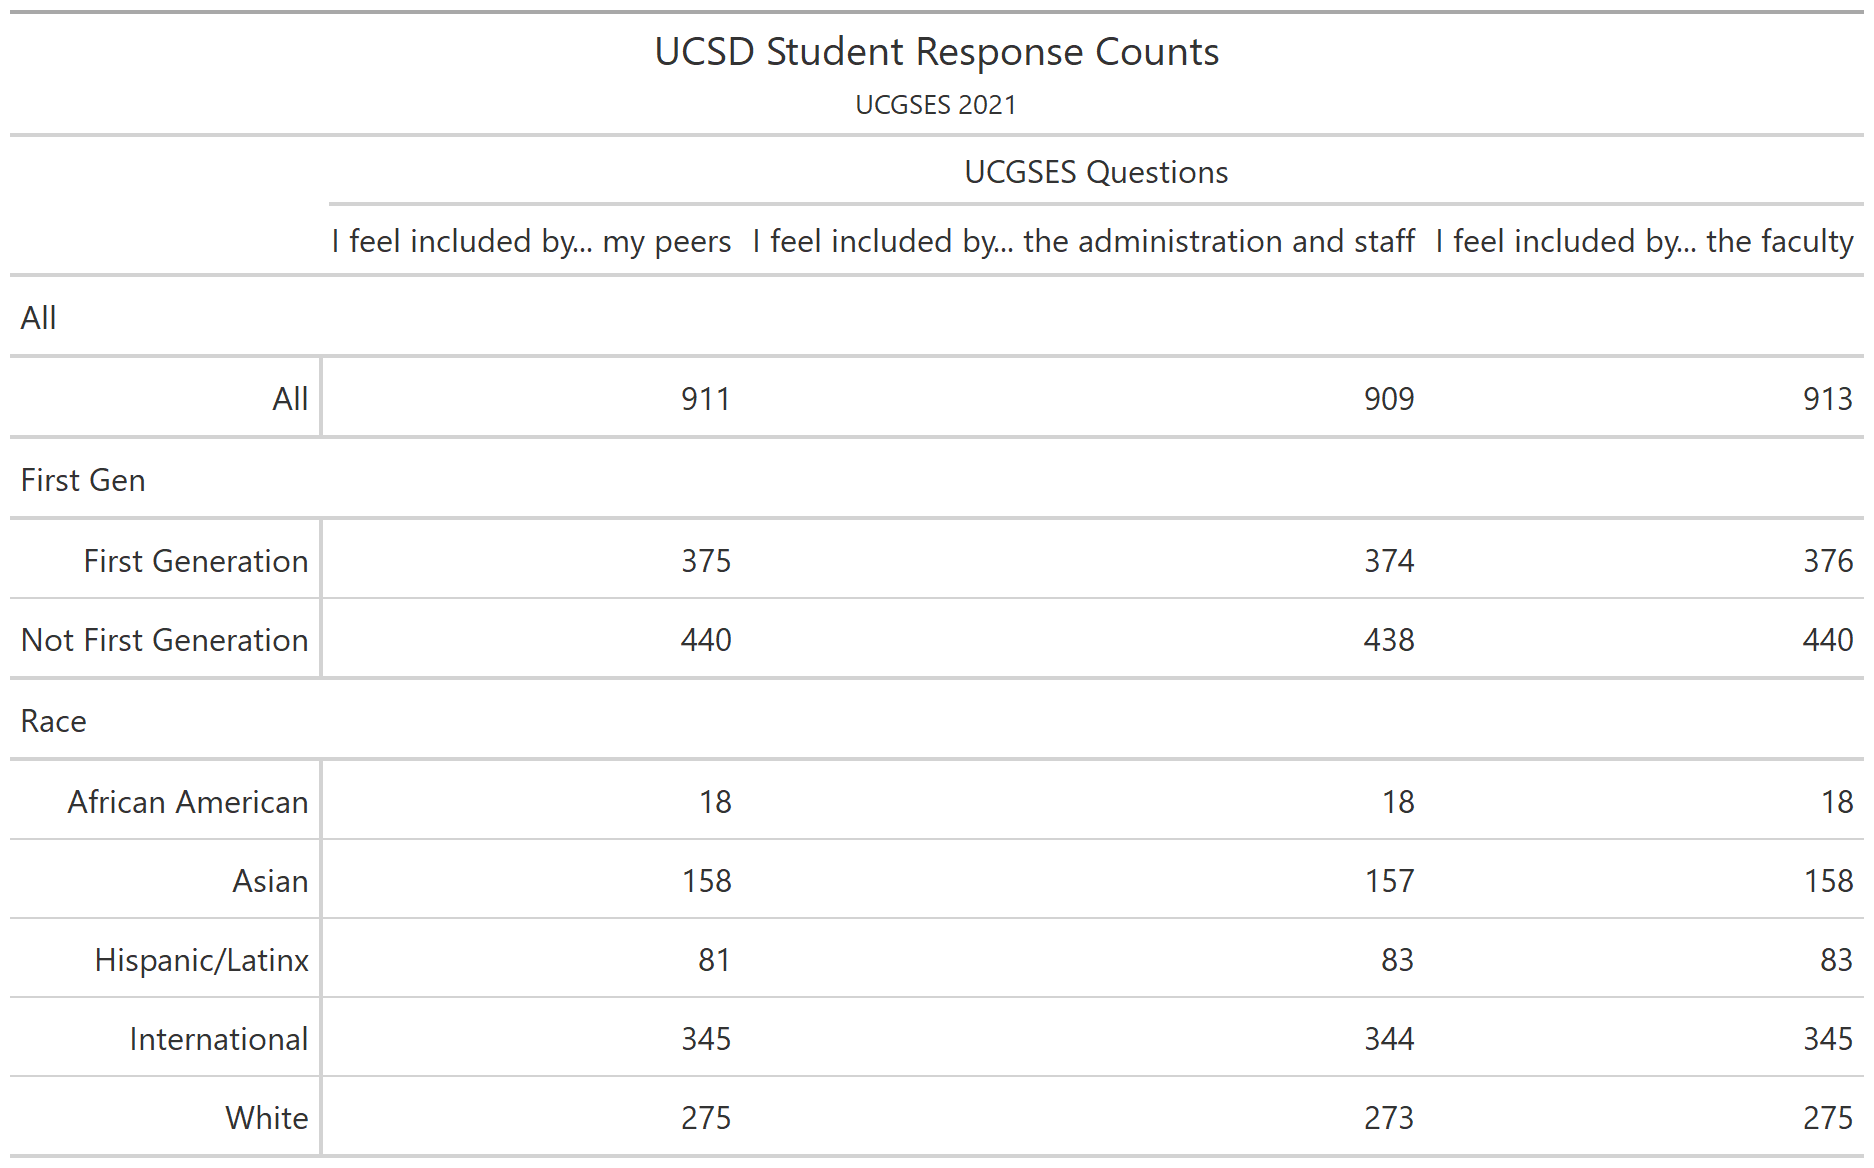 UCSD Student Response Counts
UCGSES 2021
UCGSES Questions
I feel included by... my peers I feel included by... the administration and staff I feel included by... the faculty
All
All 911 909 913
First Gen
First Generation 375 374 376
Not First Generation 440 438 440
Race
African American 18 18 18
Asian 158 157 158
Hispanic/Latinx 81 83 83
International 345 344 345
White 275 273 275